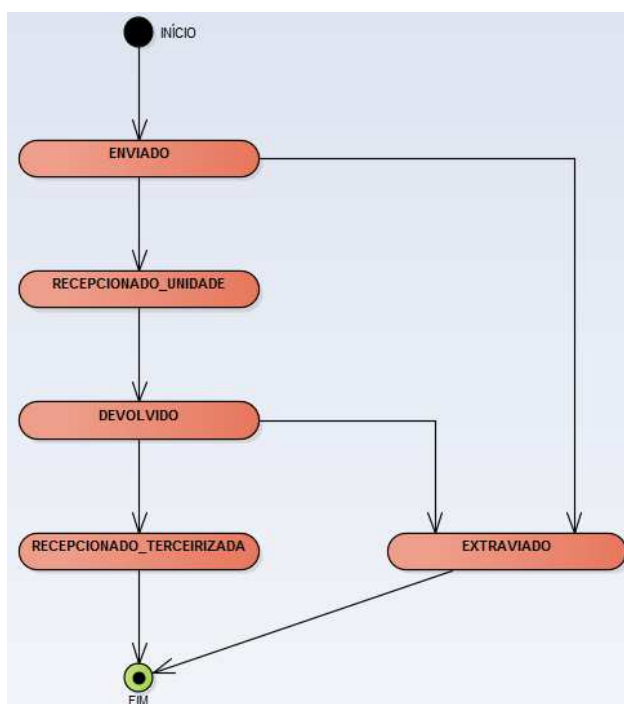 INÍCIO
ENVIADO
RECEPCIONADO_UNIDADE
DEVOLVIDO
RECEPCIONADO_TERCEIRIZADA
EXTRAVIADO
FIM